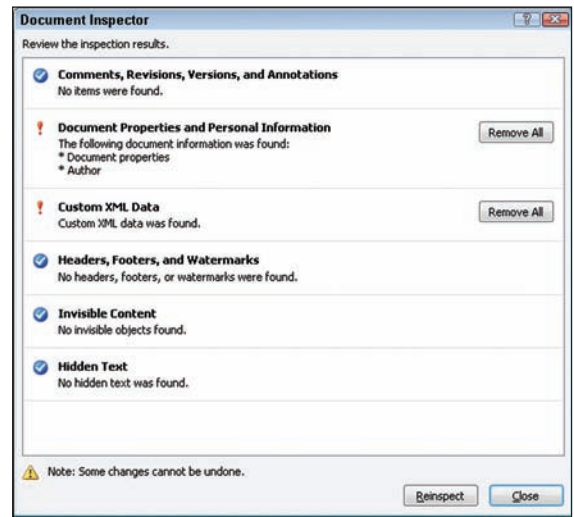 Document Inspector
Review the inspection results.
Comments, Revisions, Versions, and Annotations
No items were found.
Document Properties and Personal Information
Remove All
The following document information was found:
* Document properties
* Author
Custom XML Data
Remove All
Custom XML data was found.
Headers, Footers, and Watermarks
No headers, footers, or watermarks were found.
Invisible Content
No invisible objects found.
Hidden Text
No hidden text was found.
Note: Some changes cannot be undone.
Reinspect Close